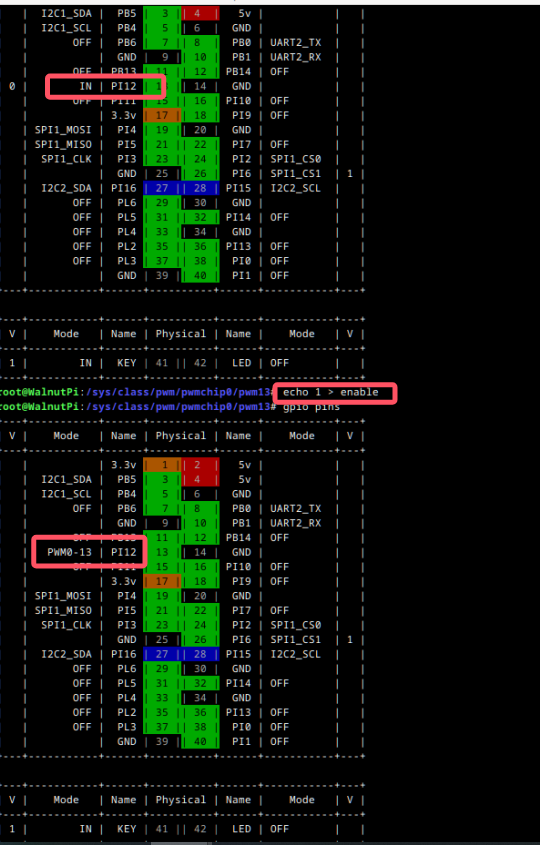 | I2C1_SDA | PB5 | 3 || 4 | 5v | | |
| I2C1_SCL | PB4 | 5 || 6 | GND | | |
| OFF | PB6 | 7 || 8 | PB0 | UART2_TX | |
| | GND | 9 || 10 | PB1 | UART2_RX | |
| OFF | PB13 | 11 || 12 | PB14 | OFF | |
0 | IN | PI12 | 13 || 14 | GND | | |
| OFF | PI11 | 15 || 16 | PI10 | OFF | |
| | 3.3v | 17 || 18 | PI9 | OFF | |
| SPI1_MOSI | PI4 | 19 || 20 | GND | | |
| SPI1_MISO | PI5 | 21 || 22 | PI7 | OFF | |
| SPI1_CLK | PI3 | 23 || 24 | PI2 | SPI1_CS0 | |
| | GND | 25 || 26 | PI6 | SPI1_CS1 | 1 |
| I2C2_SDA | PI16 | 27 || 28 | PI15 | I2C2_SCL | |
| OFF | PL6 | 29 || 30 | GND | | |
| OFF | PL5 | 31 || 32 | PI14 | OFF | |
| OFF | PL4 | 33 || 34 | GND | | |
| OFF | PL2 | 35 || 36 | PI13 | OFF | |
| OFF | PL3 | 37 || 38 | PI0 | OFF | |
| | GND | 39 || 40 | PI1 | OFF | |
V | Mode | Name | Physical | Name | Mode | V |
1 | IN | KEY | 41 || 42 | LED | OFF | |
root@WalnutPi:/sys/class/pwm/pwmchip0/pwm13# echo 1 > enable
root@WalnutPi:/sys/class/pwm/pwmchip0/pwm13# gpio pins
V | Mode | Name | Physical | Name | Mode | V |
| | 3.3v | 1 || 2 | 5v | | |
| I2C1_SDA | PB5 | 3 || 4 | 5v | | |
| I2C1_SCL | PB4 | 5 || 6 | GND | | |
| OFF | PB6 | 7 || 8 | PB0 | UART2_TX | |
| | GND | 9 || 10 | PB1 | UART2_RX | |
| OFF | PB13 | 11 || 12 | PB14 | OFF | |
| PWM0-13 | PI12 | 13 || 14 | GND | | |
| OFF | PI11 | 15 || 16 | PI10 | OFF | |
| | 3.3v | 17 || 18 | PI9 | OFF | |
| SPI1_MOSI | PI4 | 19 || 20 | GND | | |
| SPI1_MISO | PI5 | 21 || 22 | PI7 | OFF | |
| SPI1_CLK | PI3 | 23 || 24 | PI2 | SPI1_CS0 | |
| | GND | 25 || 26 | PI6 | SPI1_CS1 | 1 |
| I2C2_SDA | PI16 | 27 || 28 | PI15 | I2C2_SCL | |
| OFF | PL6 | 29 || 30 | GND | | |
| OFF | PL5 | 31 || 32 | PI14 | OFF | |
| OFF | PL4 | 33 || 34 | GND | | |
| OFF | PL2 | 35 || 36 | PI13 | OFF | |
| OFF | PL3 | 37 || 38 | PI0 | OFF | |
| | GND | 39 || 40 | PI1 | OFF | |
V | Mode | Name | Physical | Name | Mode | V |
1 | IN | KEY | 41 || 42 | LED | OFF | |